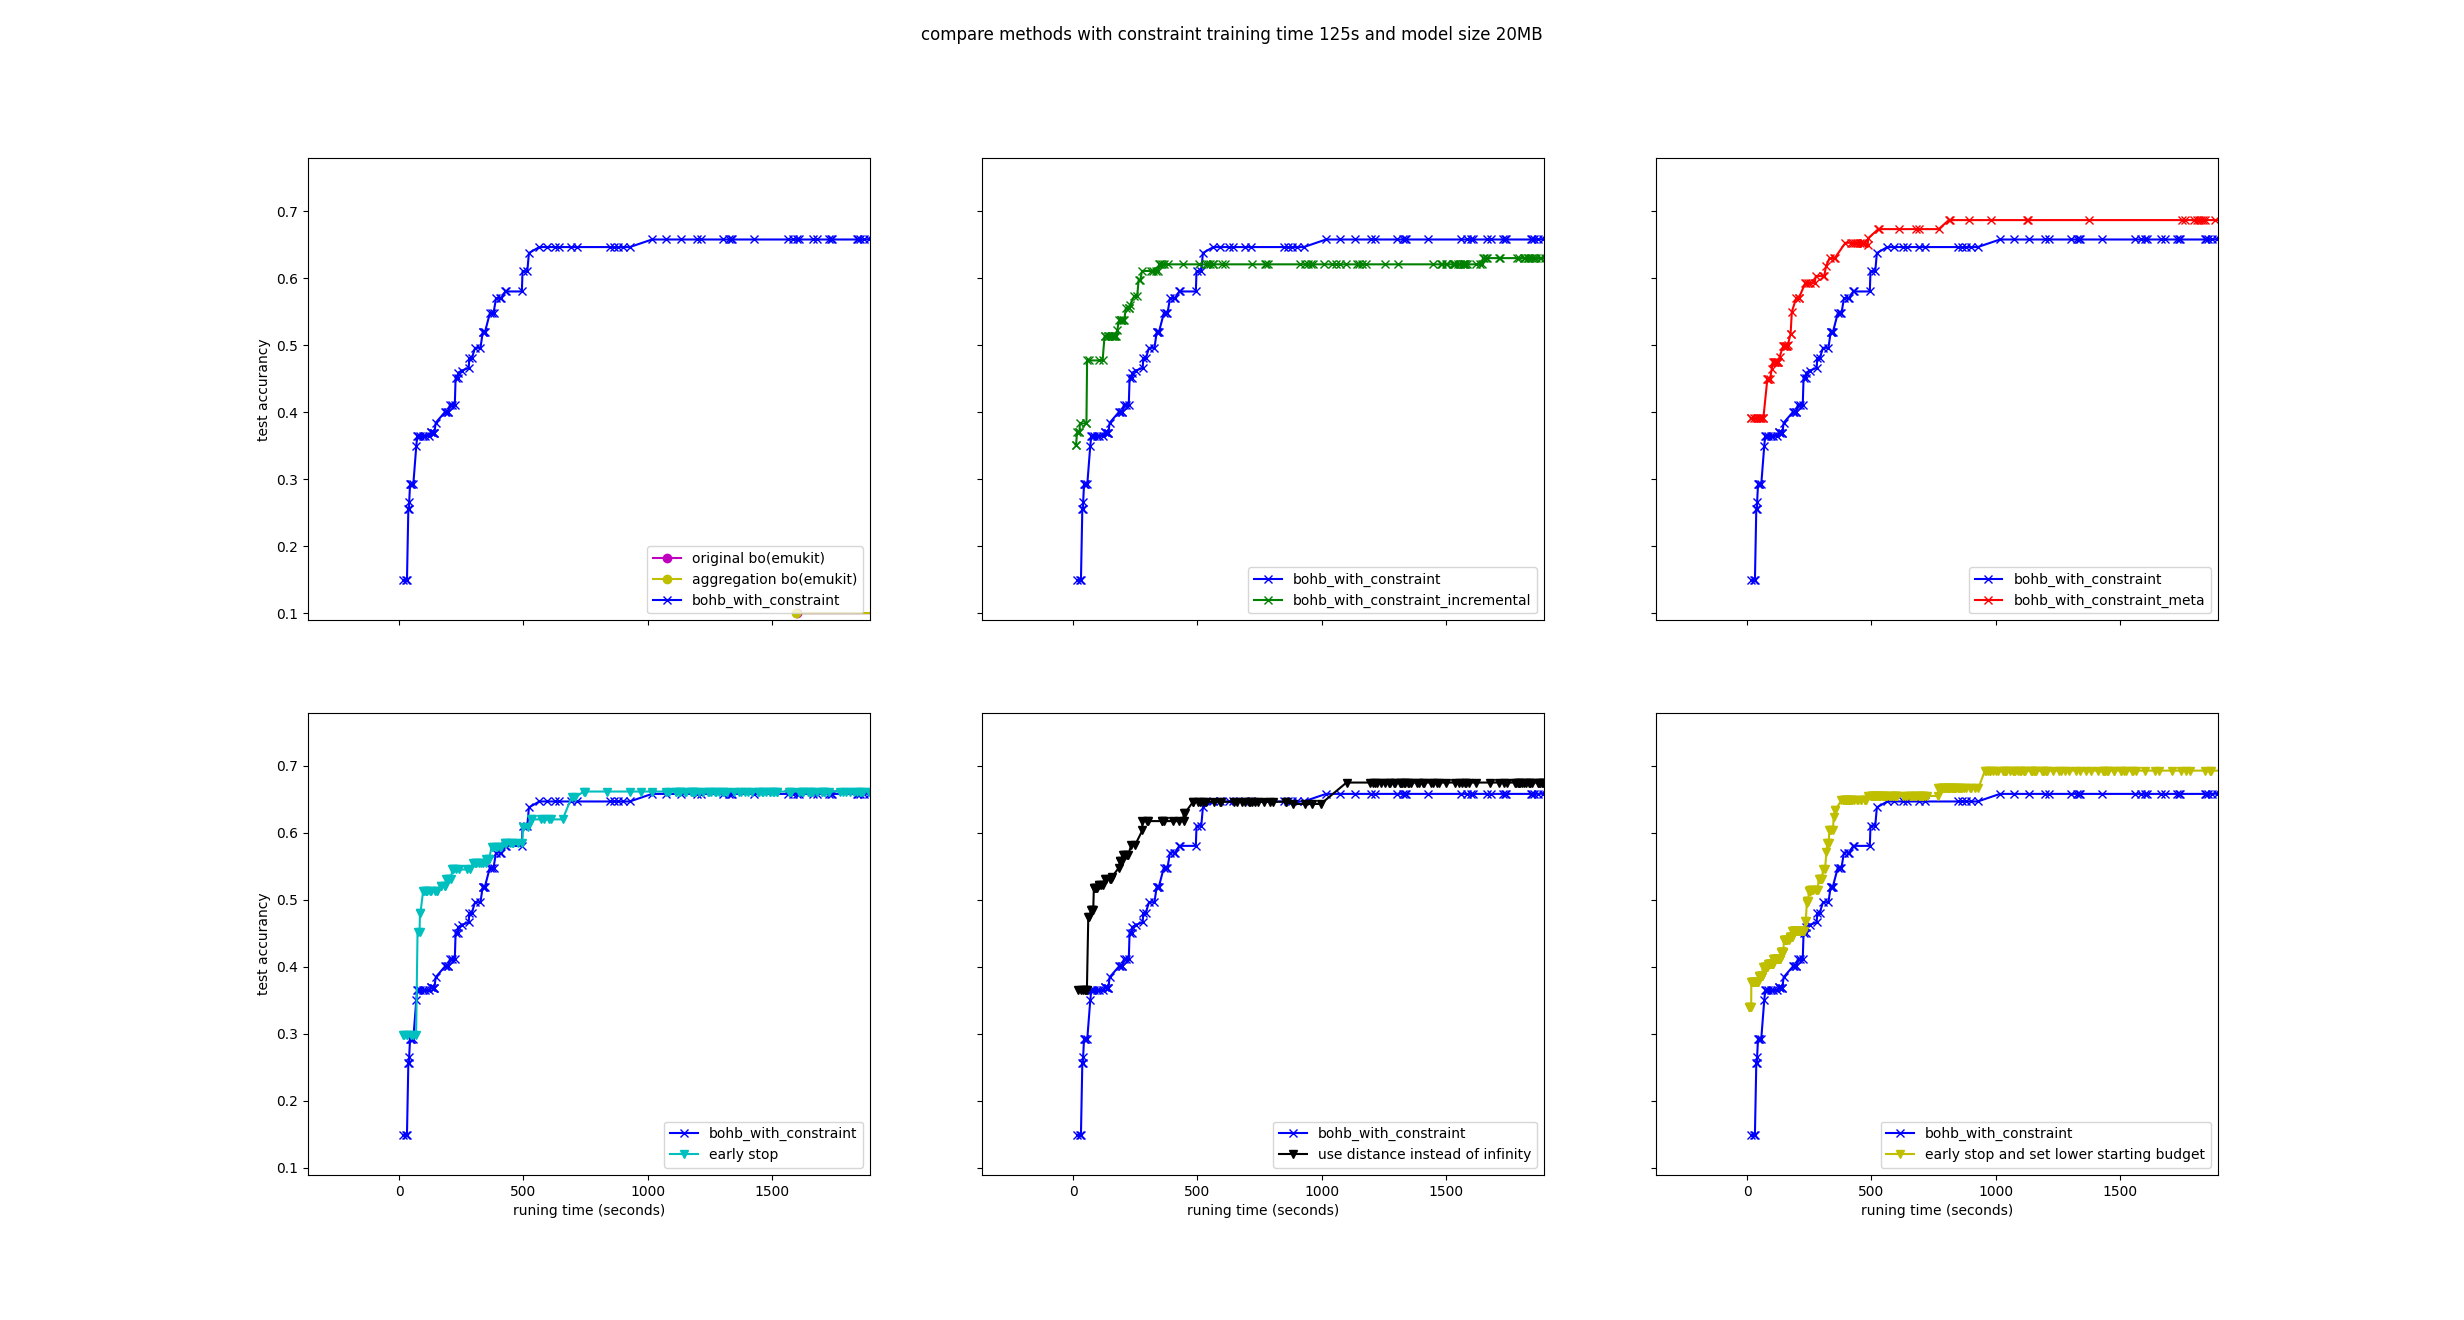 compare methods with constraint training time 125s and model size 20MB
test accurancy
0.7
0.6
0.5
0.4
0.3
0.2
0.1
original bo(emukit)
aggregation bo(emukit)
bohb_with_constraint
bohb_with_constraint
bohb_with_constraint_incremental
bohb_with_constraint
bohb_with_constraint_meta
test accurancy
0.7
0.6
0.5
0.4
0.3
0.2
0.1
bohb_with_constraint
early stop
0
500
1000
1500
runing time (seconds)
bohb_with_constraint
use distance instead of infinity
0
500
1000
1500
runing time (seconds)
bohb_with_constraint
early stop and set lower starting budget
0
500
1000
1500
runing time (seconds)